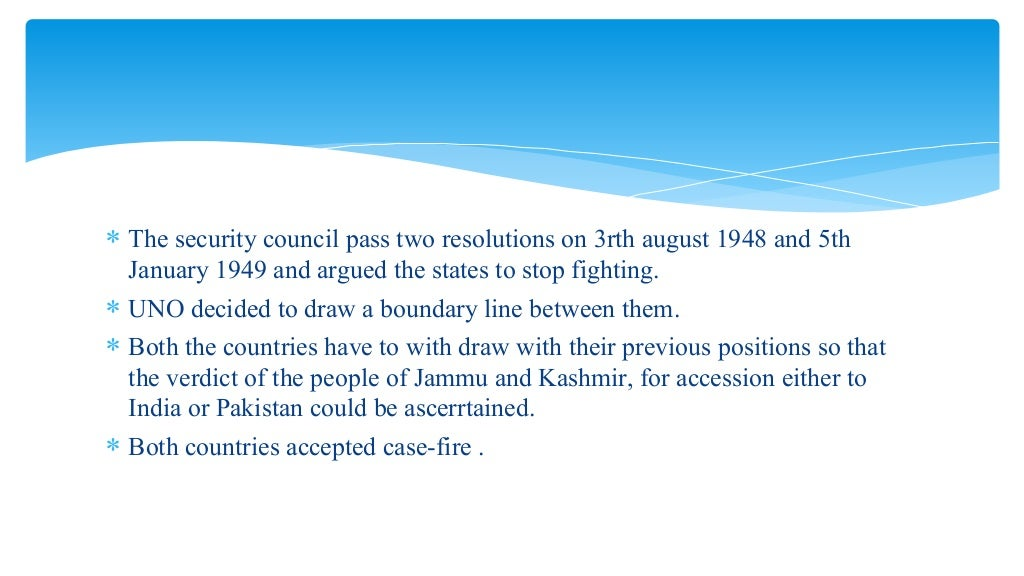 * The security council pass two resolutions on 3rth august 1948 and 5th
January 1949 and argued the states to stop fighting.
* UNO decided to draw a boundary line between them.
* Both the countries have to with draw with their previous positions so that
the verdict of the people of Jammu and Kashmir, for accession either to
India or Pakistan could be ascerrtained.
* Both countries accepted case-fire .